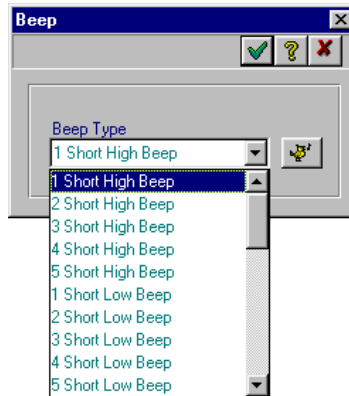 Beep
Beep Type
1 Short High Beep
1 Short High Beep
2 Short High Beep
3 Short High Beep
4 Short High Beep
5 Short High Beep
1 Short Low Beep
2 Short Low Beep
3 Short Low Beep
4 Short Low Beep
5 Short Low Beep